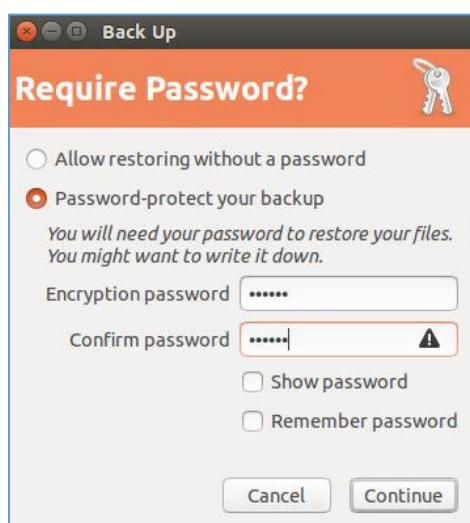 Back Up
Require Password?
Allow restoring without a password
Password-protect your backup
You will need your password to restore your files.
You might want to write it down.
Encryption password ••••••
Confirm password ••••••
Show password
Remember password
Cancel Continue